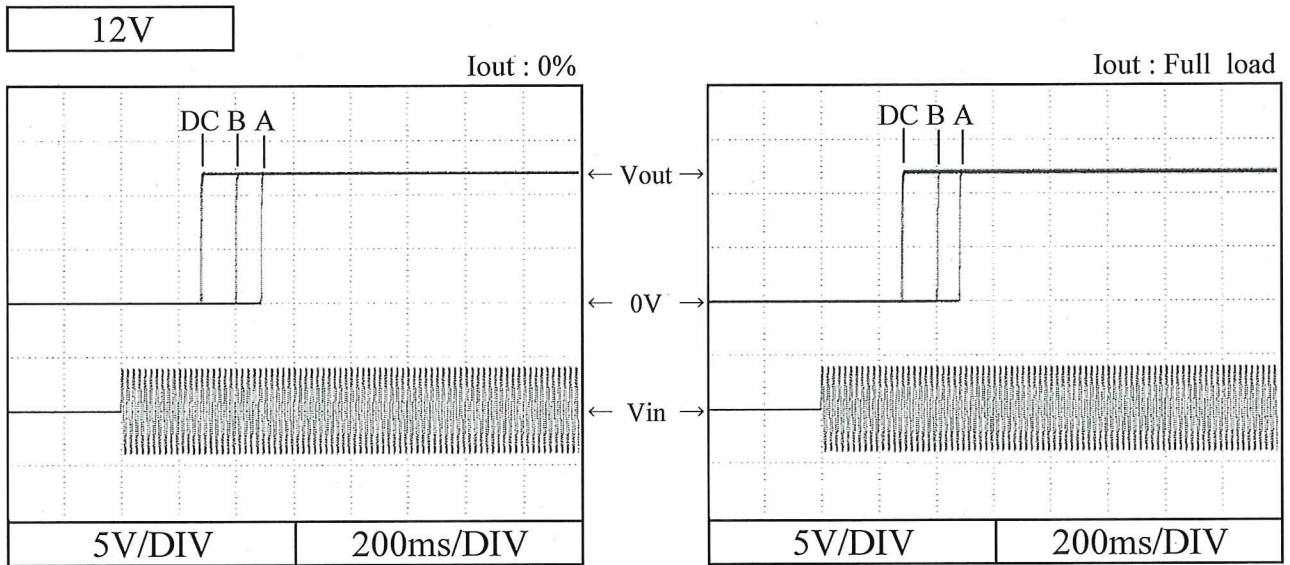 12V
Iout : 0%
Iout : Full load
DC B A
DC B A
← Vout →
← 0V →
← Vin →
5V/DIV
200ms/DIV
5V/DIV
200ms/DIV